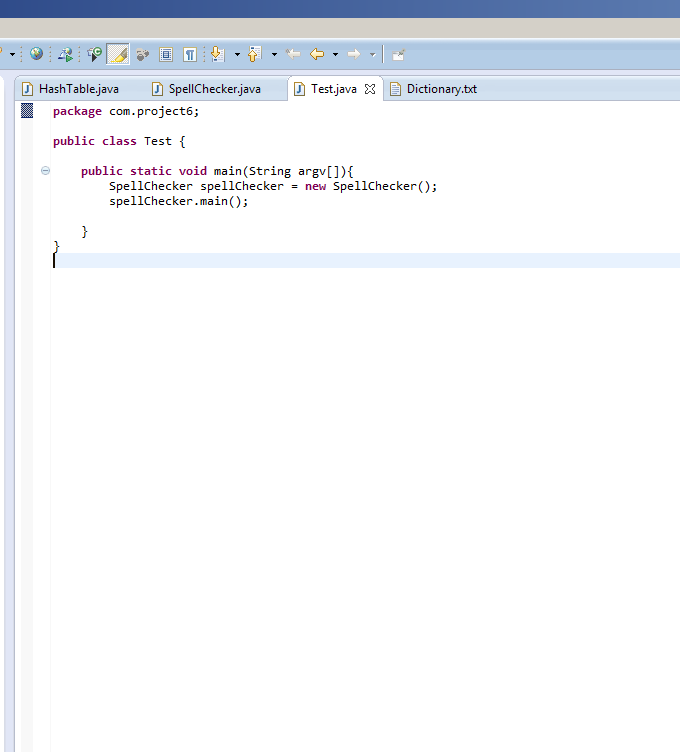 HashTable.java SpellChecker.java Test.java Dictionary.txt
package com.project6;
public class Test {
public static void main(String argv[]){
SpellChecker spellChecker = new SpellChecker();
spellChecker.main();
}
}